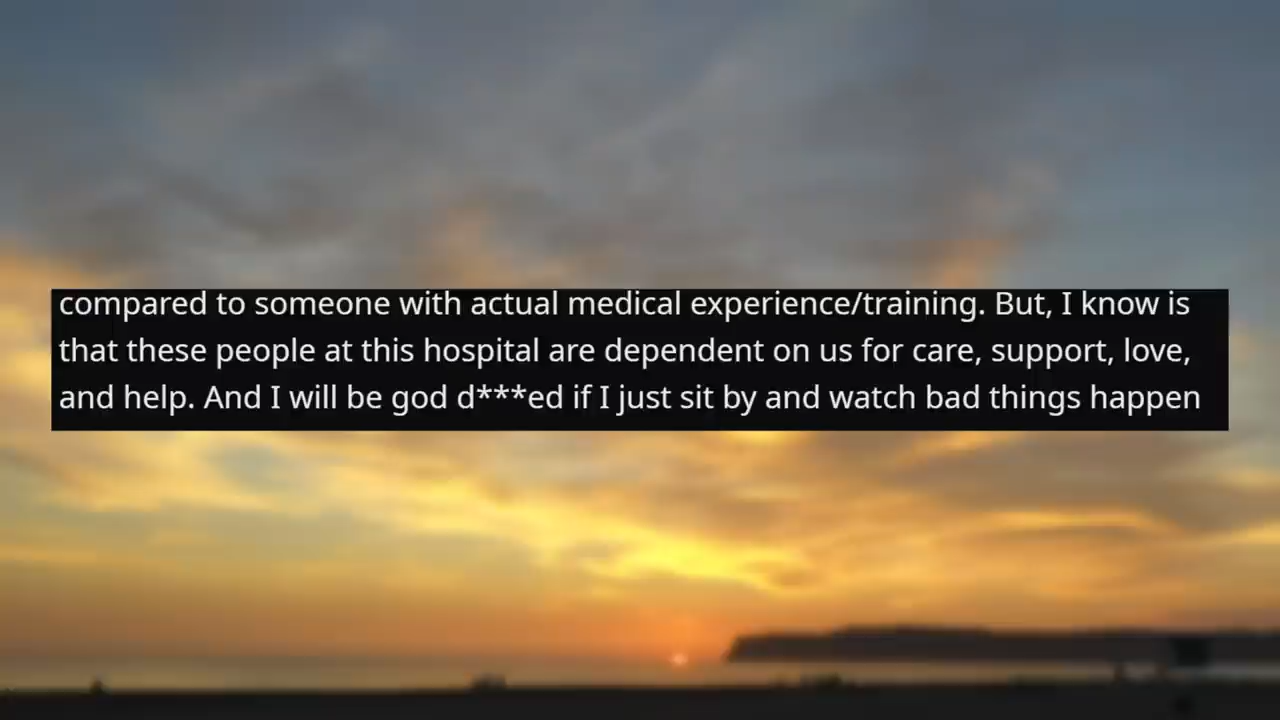 compared to someone with actual medical experience/training. But, I know is
that these people at this hospital are dependent on us for care, support, love,
and help. And I will be god d***ed if I just sit by and watch bad things happen